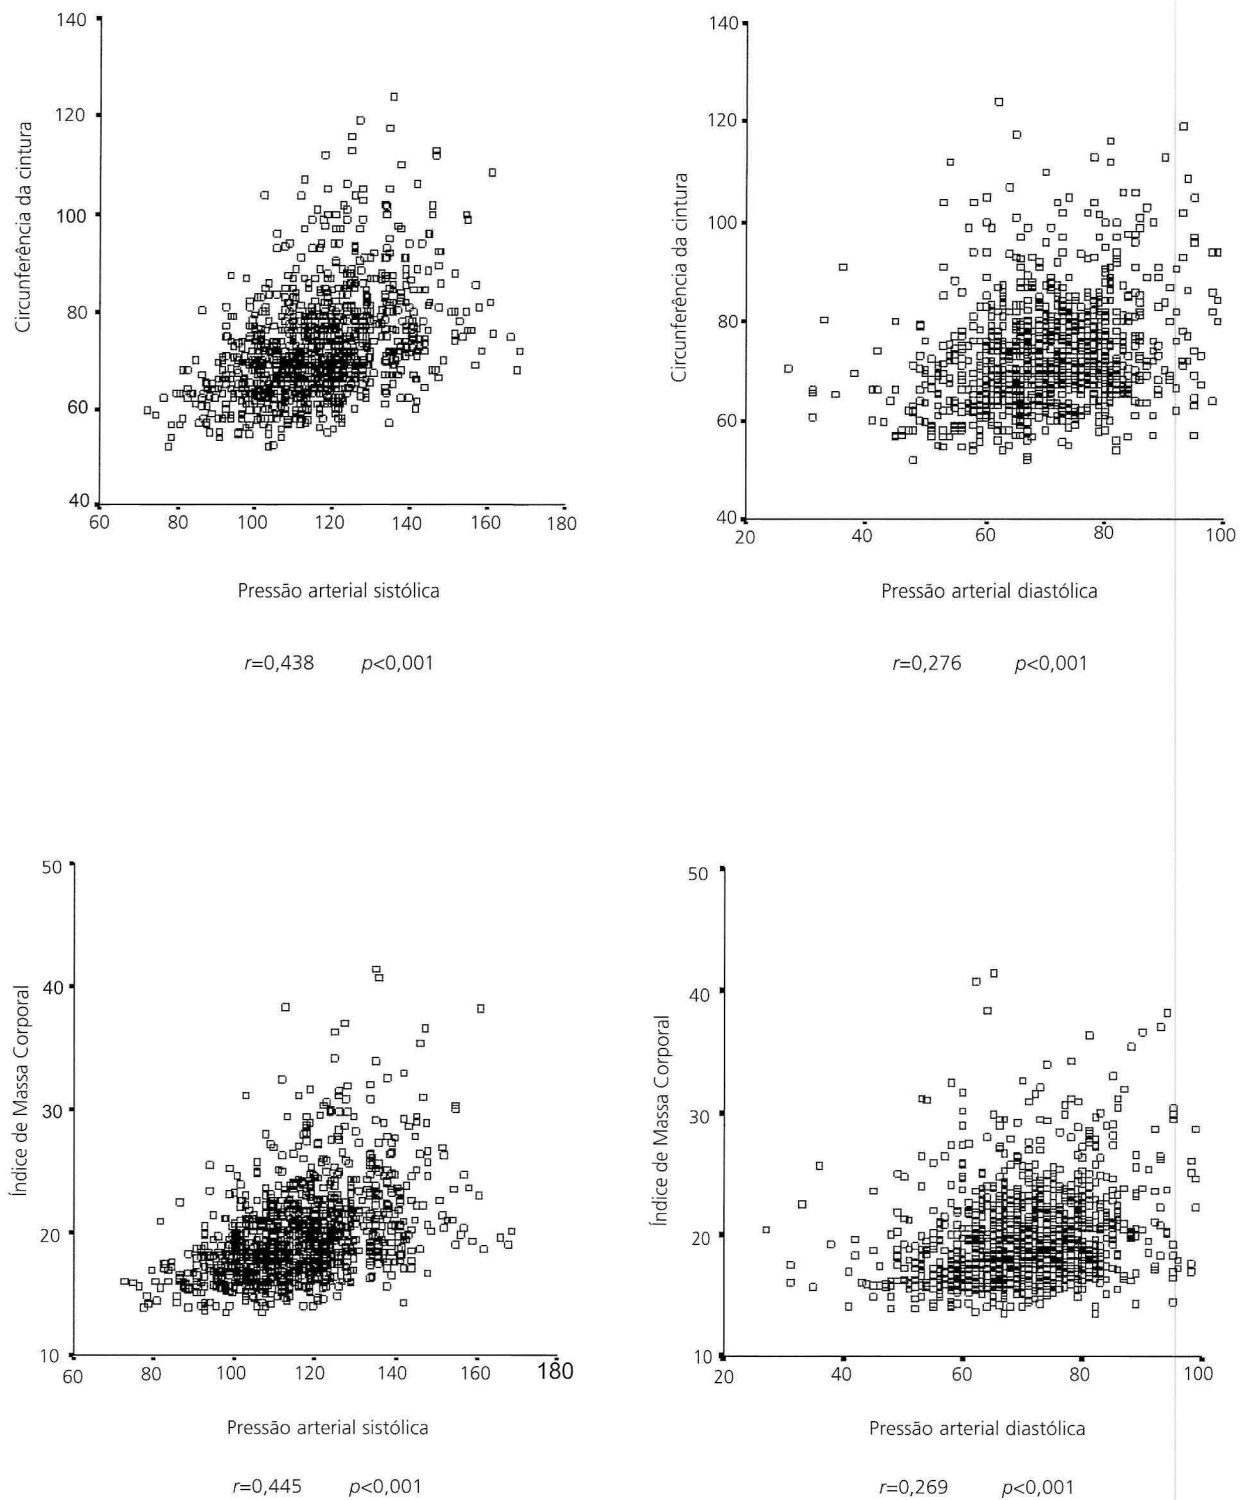 140
120
100
80
60
40
Circunferência da cintura
60 80 100 120 140 160 180
Pressão arterial sistólica
r=0,438 p<0,001
140
120
100
80
60
40
Circunferência da cintura
20 40 60 80 100
Pressão arterial diastólica
r=0,276 p<0,001
50
40
30
20
10
Índice de Massa Corporal
60 80 100 120 140 160 180
Pressão arterial sistólica
r=0,445 p<0,001
50
40
30
20
10
Índice de Massa Corporal
20 40 60 80 100
Pressão arterial diastólica
r=0,269 p<0,001